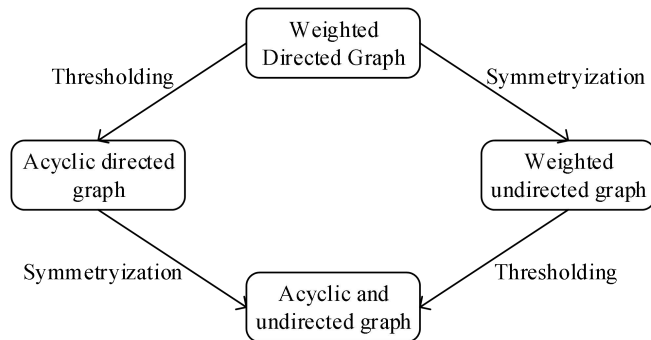 Weighted
Directed Graph
Thresholding
Symmetryization
Acyclic directed
graph
Weighted
undirected graph
Symmetryization
Thresholding
Acyclic and
undirected graph